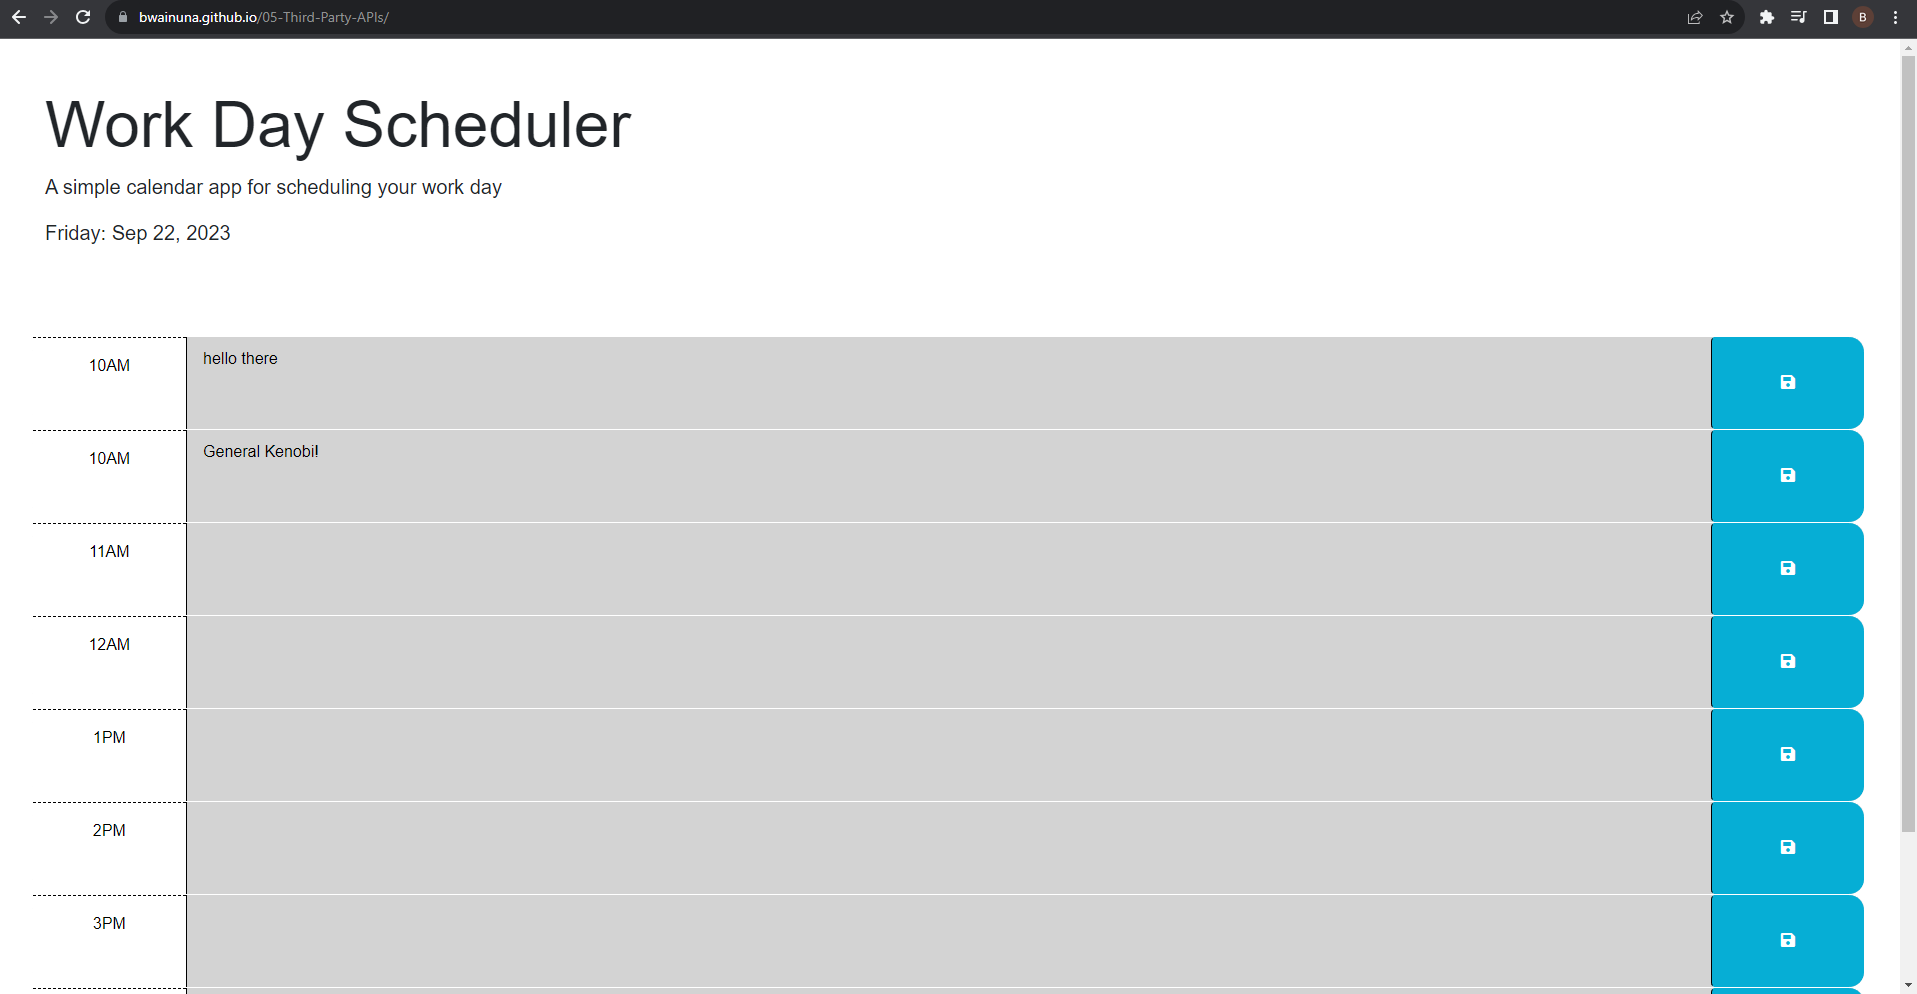 bwainuna.github.io/05-Third-Party-APIs/
B
Work Day Scheduler
A simple calendar app for scheduling your work day
Friday: Sep 22, 2023
10AM
hello there
10AM
General Kenobi!
11AM
12AM
1PM
2PM
3PM